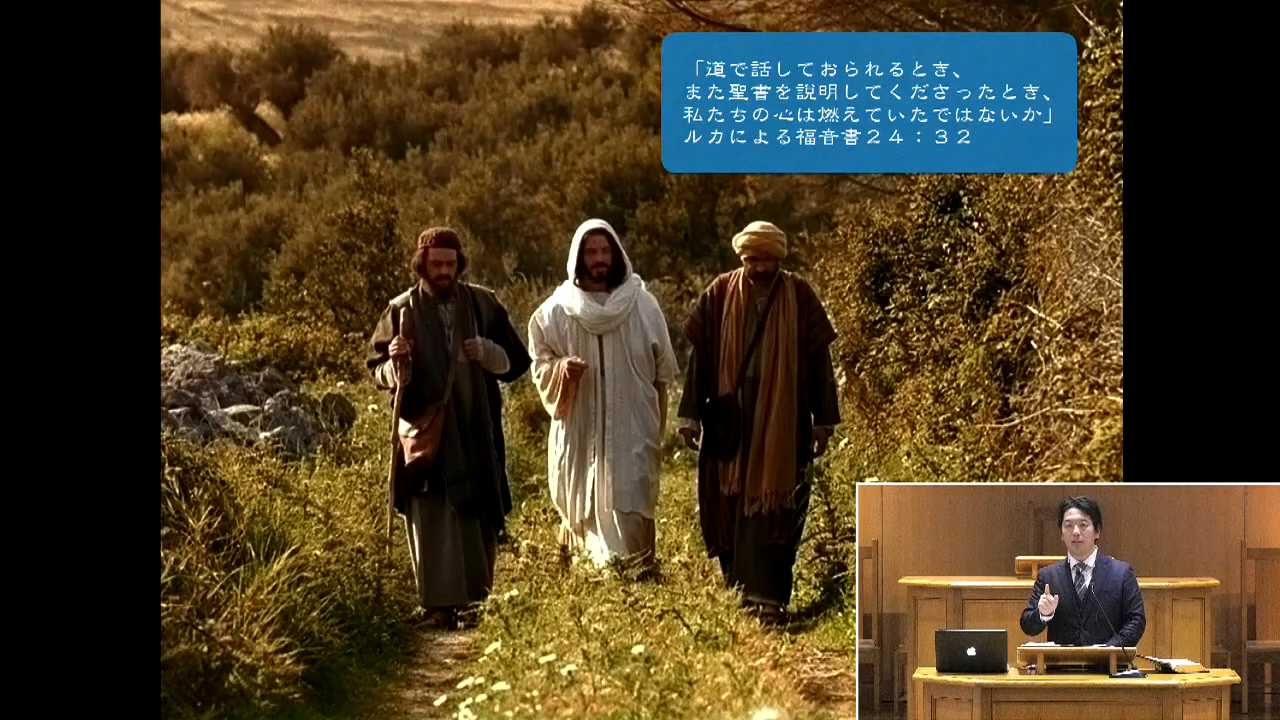 「道で話しておられるとき、
また聖書を説明してくださったとき、
私たちの心は燃えていたではないか」
ルカによる福音書２４：３２